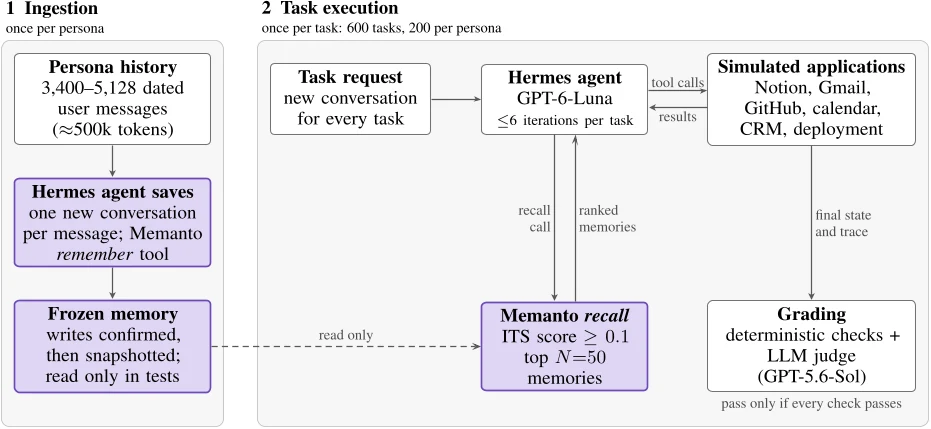 1 Ingestion
once per persona
Persona history
3,400–5,128 dated
user messages
(≈500k tokens)
Hermes agent saves
one new conversation
per message; Memanto
remember tool
Frozen memory
writes confirmed,
then snapshotted;
read only in tests
2 Task execution
once per task: 600 tasks, 200 per persona
Task request
new conversation
for every task
Hermes agent
GPT-6-Luna
≤6 iterations per task
tool calls
results
Simulated applications
Notion, Gmail,
GitHub, calendar,
CRM, deployment
recall
call
ranked
memories
final state
and trace
read only
Memanto recall
ITS score ≥ 0.1
top N=50
memories
Grading
deterministic checks +
LLM judge
(GPT-5.6-Sol)
pass only if every check passes